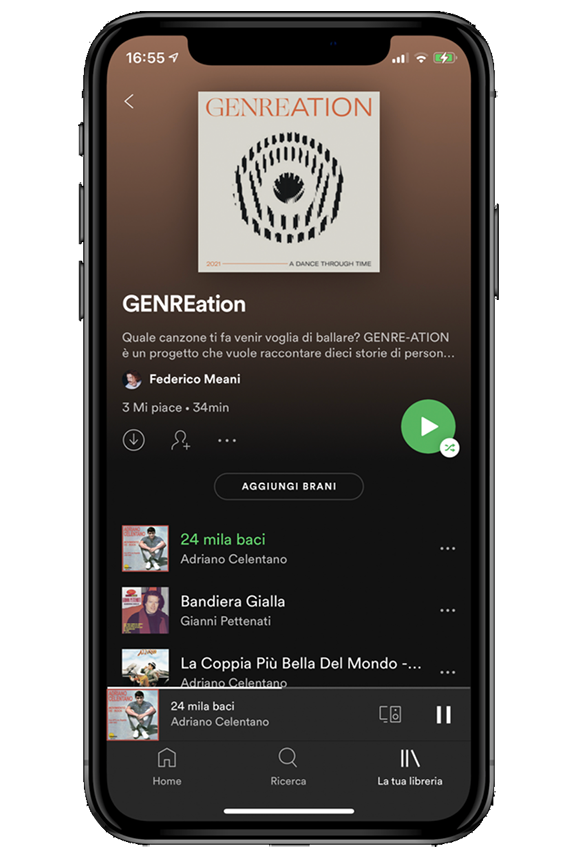 16:55
GENREATION
2021
A DANCE THROUGH TIME
GENREation
Quale canzone ti fa venir voglia di ballare? GENRE-ATION
è un progetto che vuole raccontare dieci storie di person...
Federico Meani
3 Mi piace • 34min
AGGIUNGI BRANI
24 mila baci
Adriano Celentano
Bandiera Gialla
Gianni Pettenati
La Coppia Più Bella Del Mondo -...
Adriano Celentano
24 mila baci
Adriano Celentano
Home
Ricerca
La tua libreria